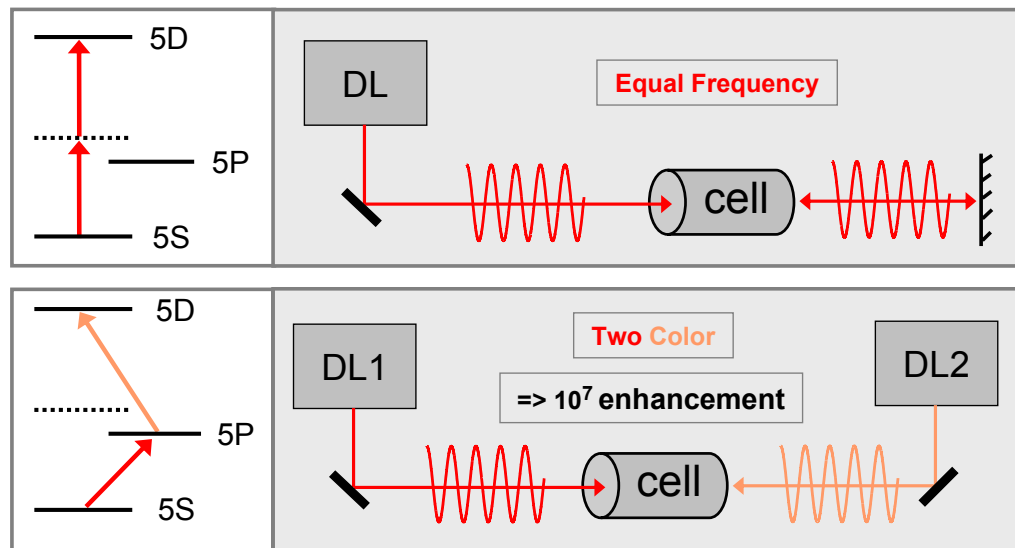 5D
5P
5S
DL
Equal Frequency
cell
5D
5P
5S
DL1
Two Color
DL2
=> 10⁷ enhancement
cell